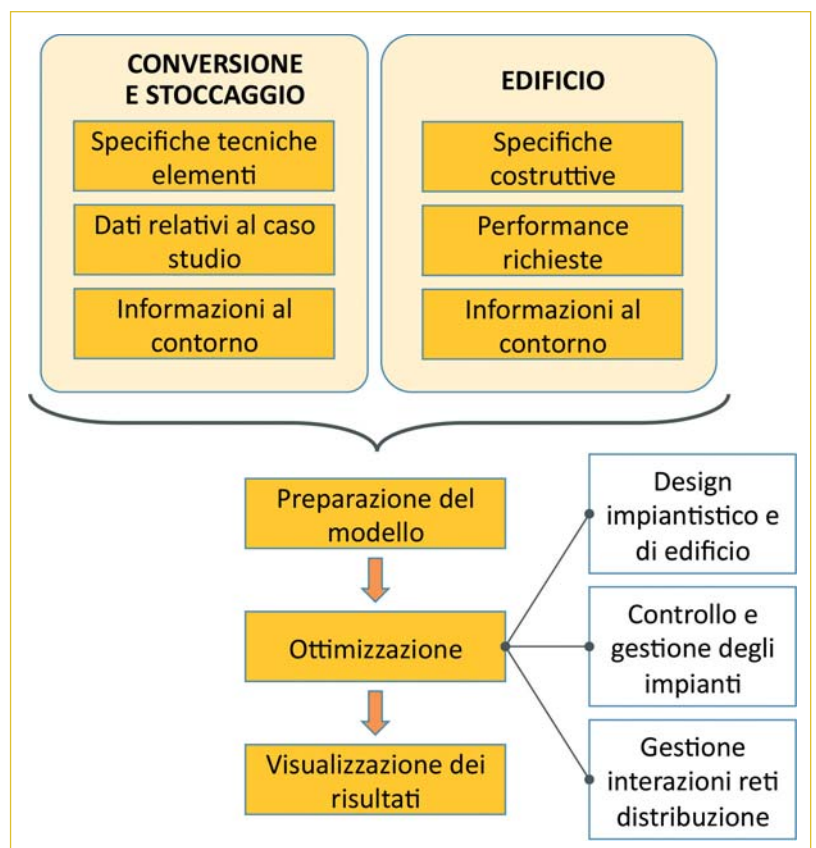 CONVERSIONE
E STOCCAGGIO
Specifiche tecniche
elementi
Dati relativi al caso
studio
Informazioni al
contorno
EDIFICIO
Specifiche
costruttive
Performance
richieste
Informazioni al
contorno
Preparazione del
modello
Ottimizzazione
Visualizzazione dei
risultati
Design
impiantistico e
di edificio
Controllo e
gestione degli
impianti
Gestione
interazioni reti
distribuzione